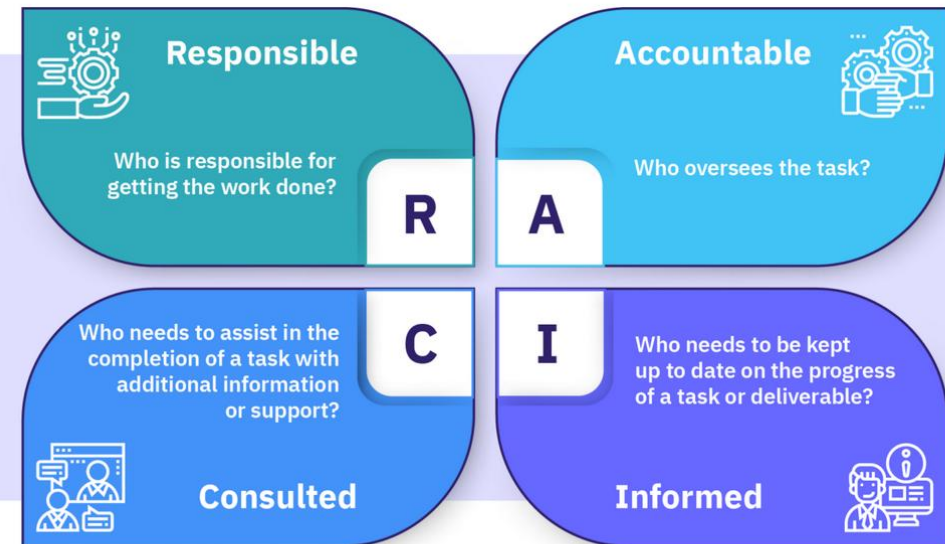 Responsible
Who is responsible for
getting the work done?
R
Accountable
Who oversees the task?
A
Who needs to assist in the
completion of a task with
additional information
or support?
C
Consulted
I
Who needs to be kept
up to date on the progress
of a task or deliverable?
Informed